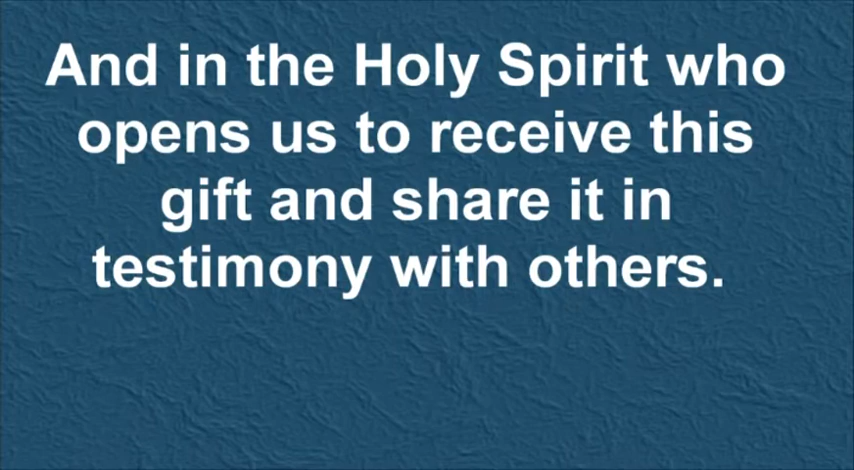 And in the Holy Spirit who
opens us to receive this
gift and share it in
testimony with others.